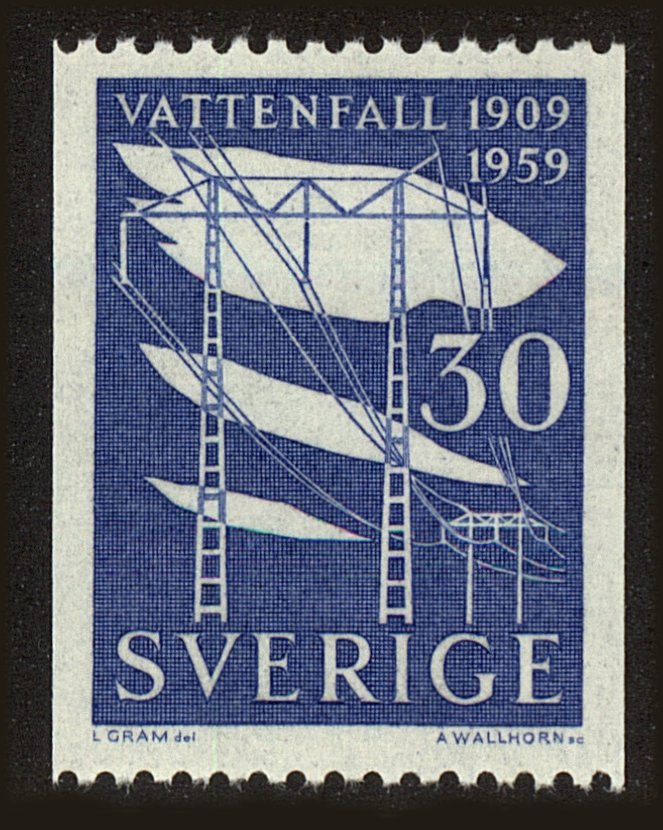 VATTENFALL 1909
1959
30
SVERIGE
L GRAM del
A WALLHORN sc